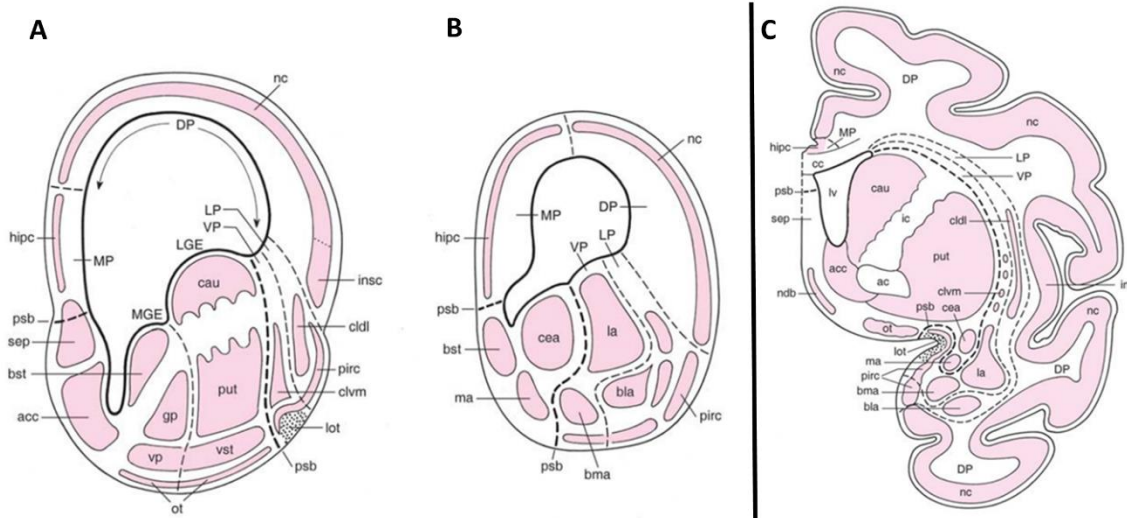 A
nc
DP
LP
VP
LGE
hipc
MP
cau
insc
MGE
psb
sep
cldl
bst
pirc
put
clvm
acc
gp
lot
vp
vst
psb
ot
B
nc
MP
DP
LP
VP
hipc
psb
la
bst
cea
ma
bla
pirc
psb
bma
C
nc
DP
nc
hipc
MP
cc
LP
VP
psb
lv
cau
sep
ic
cldl
put
acc
ac
clvm
ndb
psb
cea
nc
ot
lot
ma
la
pirc
DP
bma
bla
DP
nc